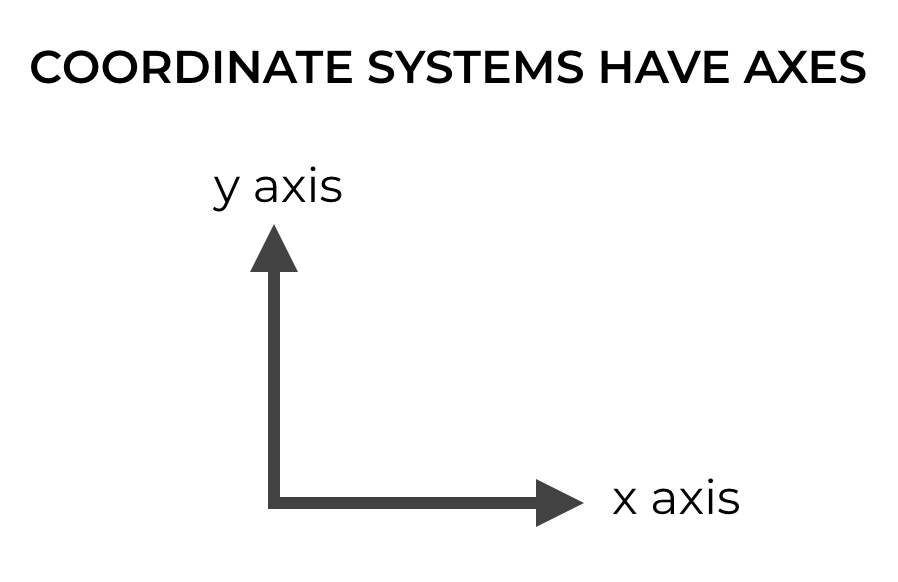 COORDINATE SYSTEMS HAVE AXES
y axis
x axis